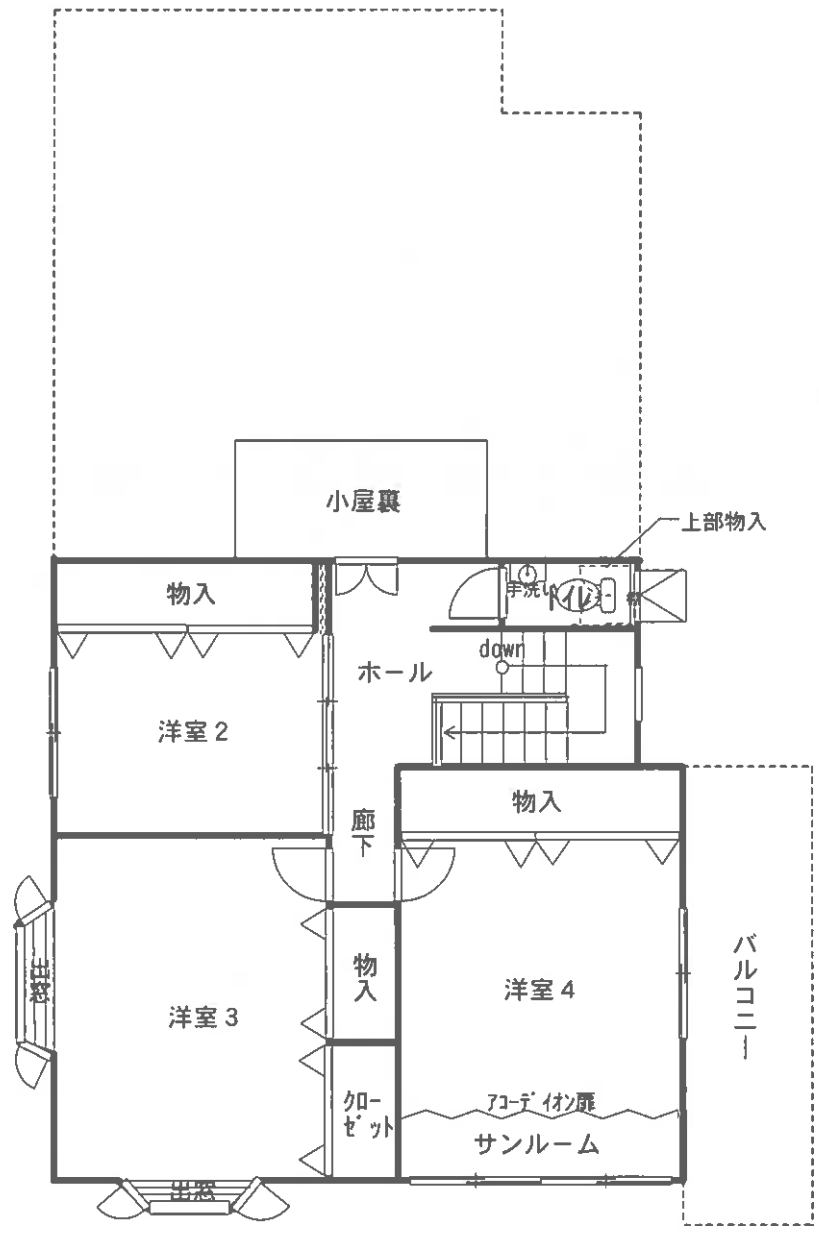 小屋裏
上部物入
物入
手洗い
トイレ
down
ホール
洋室2
物入
廊下
バルコニー
物入
出窓
洋室4
洋室3
アコーディオン扉
クロー
ゼット
サンルーム
出窓